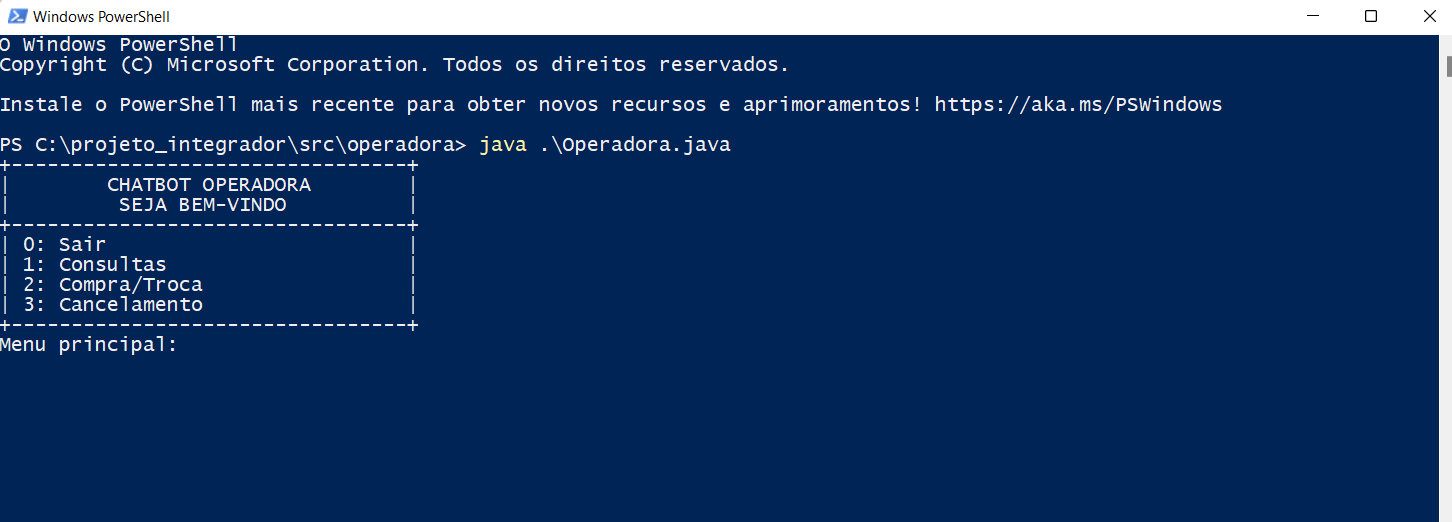 Windows PowerShell
O Windows PowerShell
Copyright (C) Microsoft Corporation. Todos os direitos reservados.
Instale o PowerShell mais recente para obter novos recursos e aprimoramentos! https://aka.ms/PSWindows
PS C:\projeto_integrador\src\operadora> java .\Operadora.java
+---------------------------------+
|        CHATBOT OPERADORA        |
|         SEJA BEM-VINDO          |
+---------------------------------+
| 0: Sair                         |
| 1: Consultas                    |
| 2: Compra/Troca                 |
| 3: Cancelamento                 |
+---------------------------------+
Menu principal: